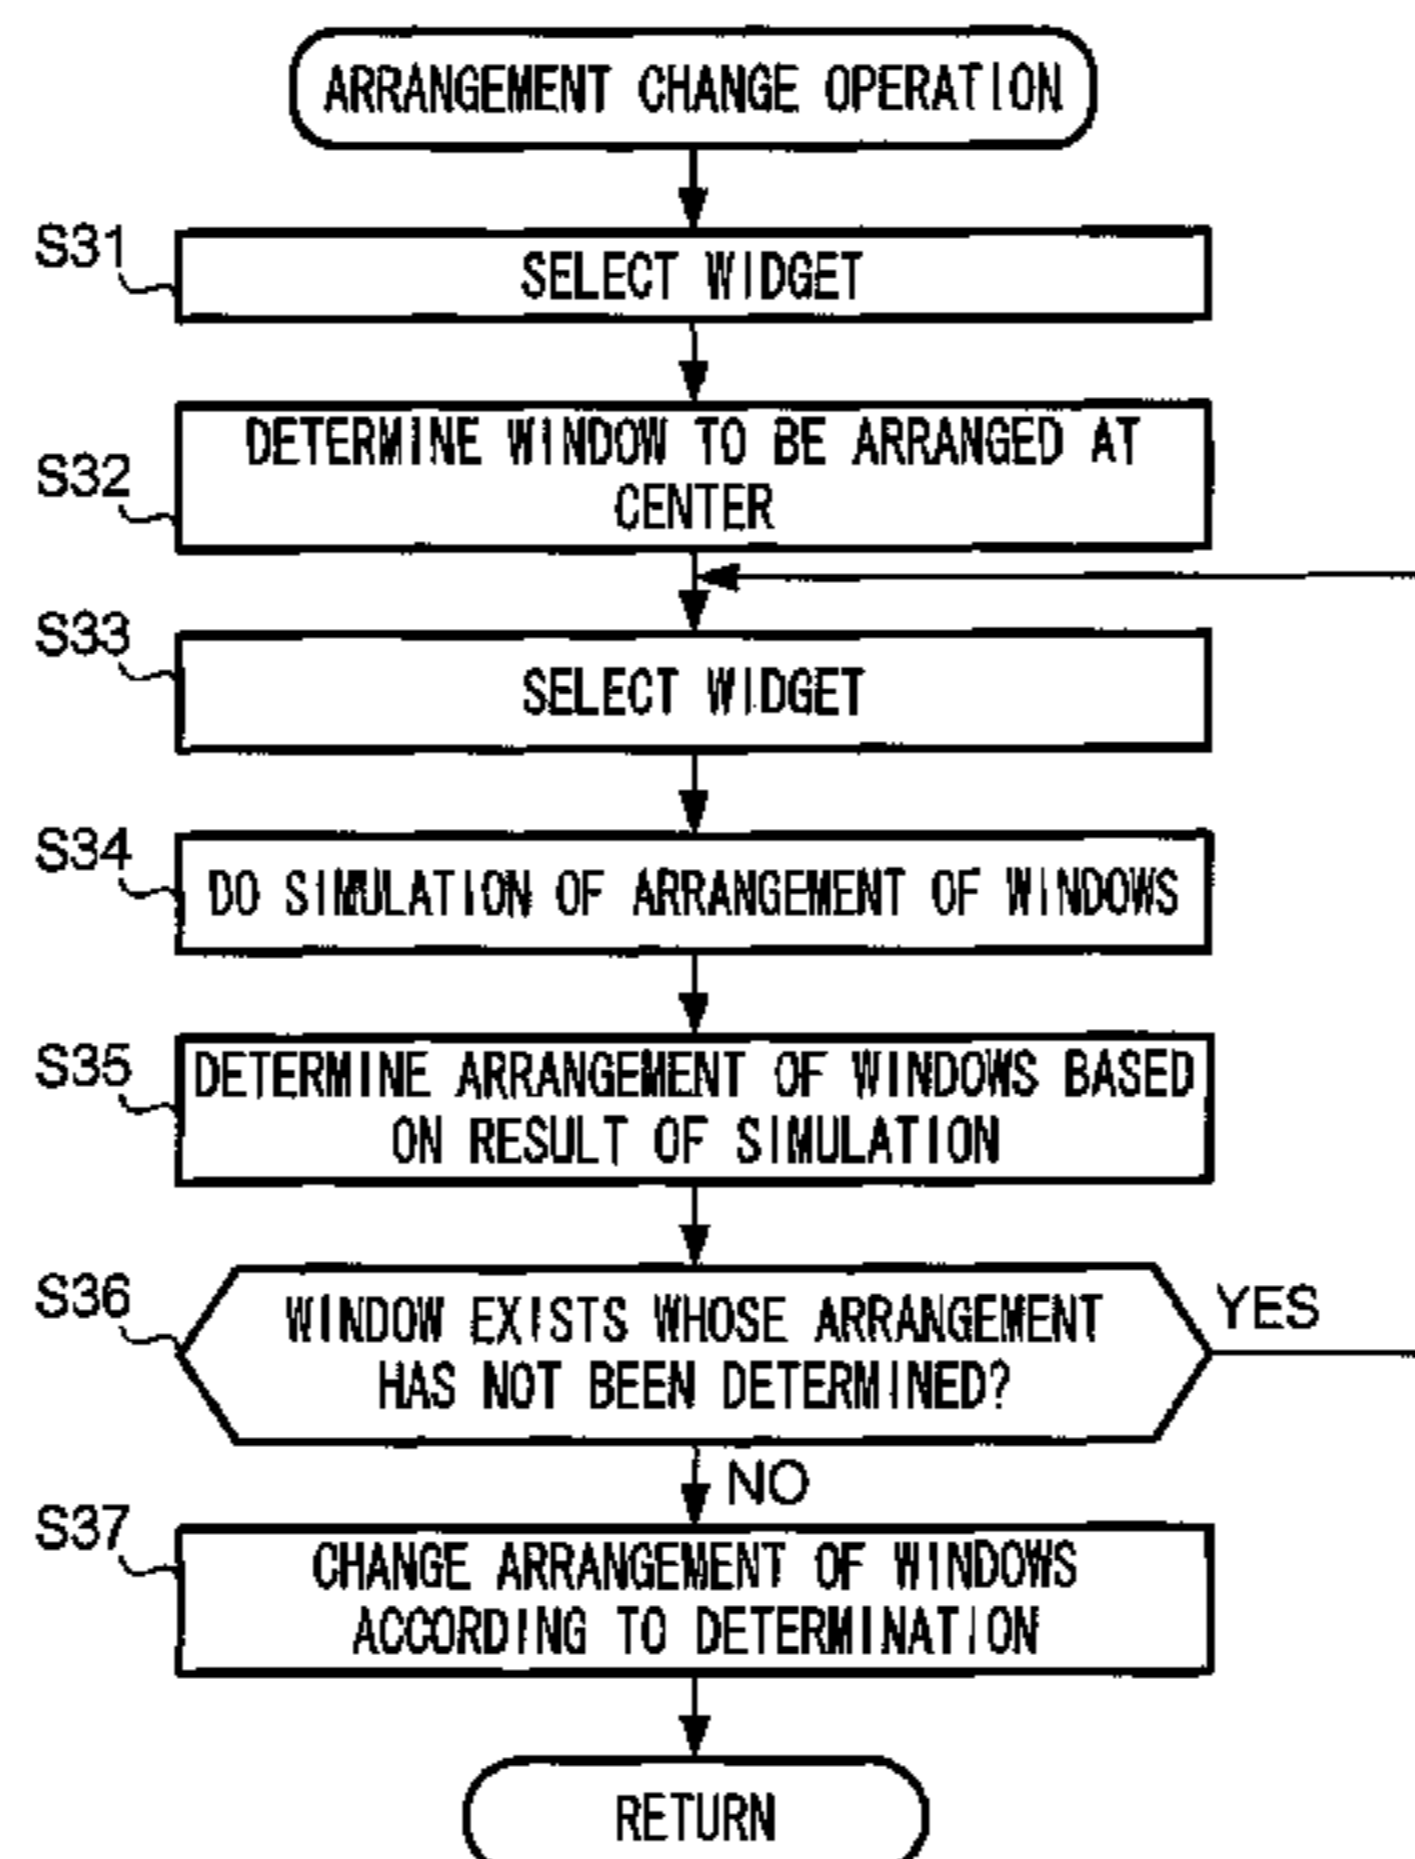 ARRANGEMENT CHANGE OPERATION
S31
SELECT WIDGET
S32
DETERMINE WINDOW TO BE ARRANGED AT
CENTER
S33
SELECT WIDGET
S34
DO SIMULATION OF ARRANGEMENT OF WINDOWS
S35
DETERMINE ARRANGEMENT OF WINDOWS BASED
ON RESULT OF SIMULATION
S36
WINDOW EXISTS WHOSE ARRANGEMENT
HAS NOT BEEN DETERMINED?
YES
NO
S37
CHANGE ARRANGEMENT OF WINDOWS
ACCORDING TO DETERMINATION
RETURN